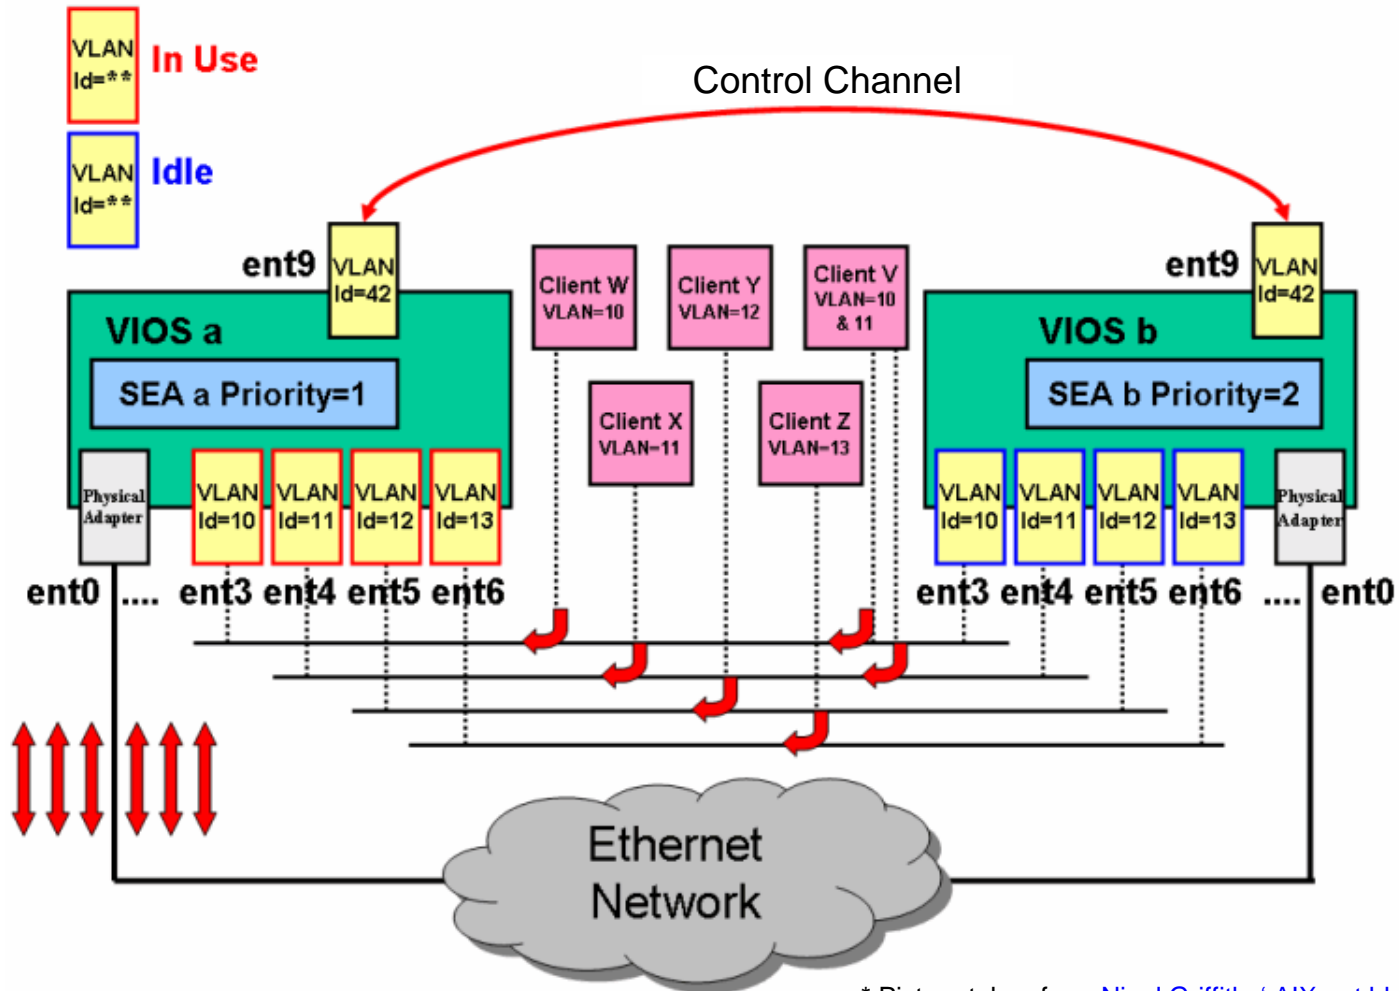 VLAN
Id=**
In Use
VLAN
Id=**
Idle
Control Channel
ent9
VLAN
Id=42
ent9
VLAN
Id=42
Client W
VLAN=10
Client Y
VLAN=12
Client V
VLAN=10
& 11
VIOS a
SEA a Priority=1
VIOS b
SEA b Priority=2
Client X
VLAN=11
Client Z
VLAN=13
Physical
Adapter
VLAN
Id=10
VLAN
Id=11
VLAN
Id=12
VLAN
Id=13
VLAN
Id=10
VLAN
Id=11
VLAN
Id=12
VLAN
Id=13
Physical
Adapter
ent0 .... ent3 ent4 ent5 ent6
ent3 ent4 ent5 ent6 .... ent0
Ethernet
Network